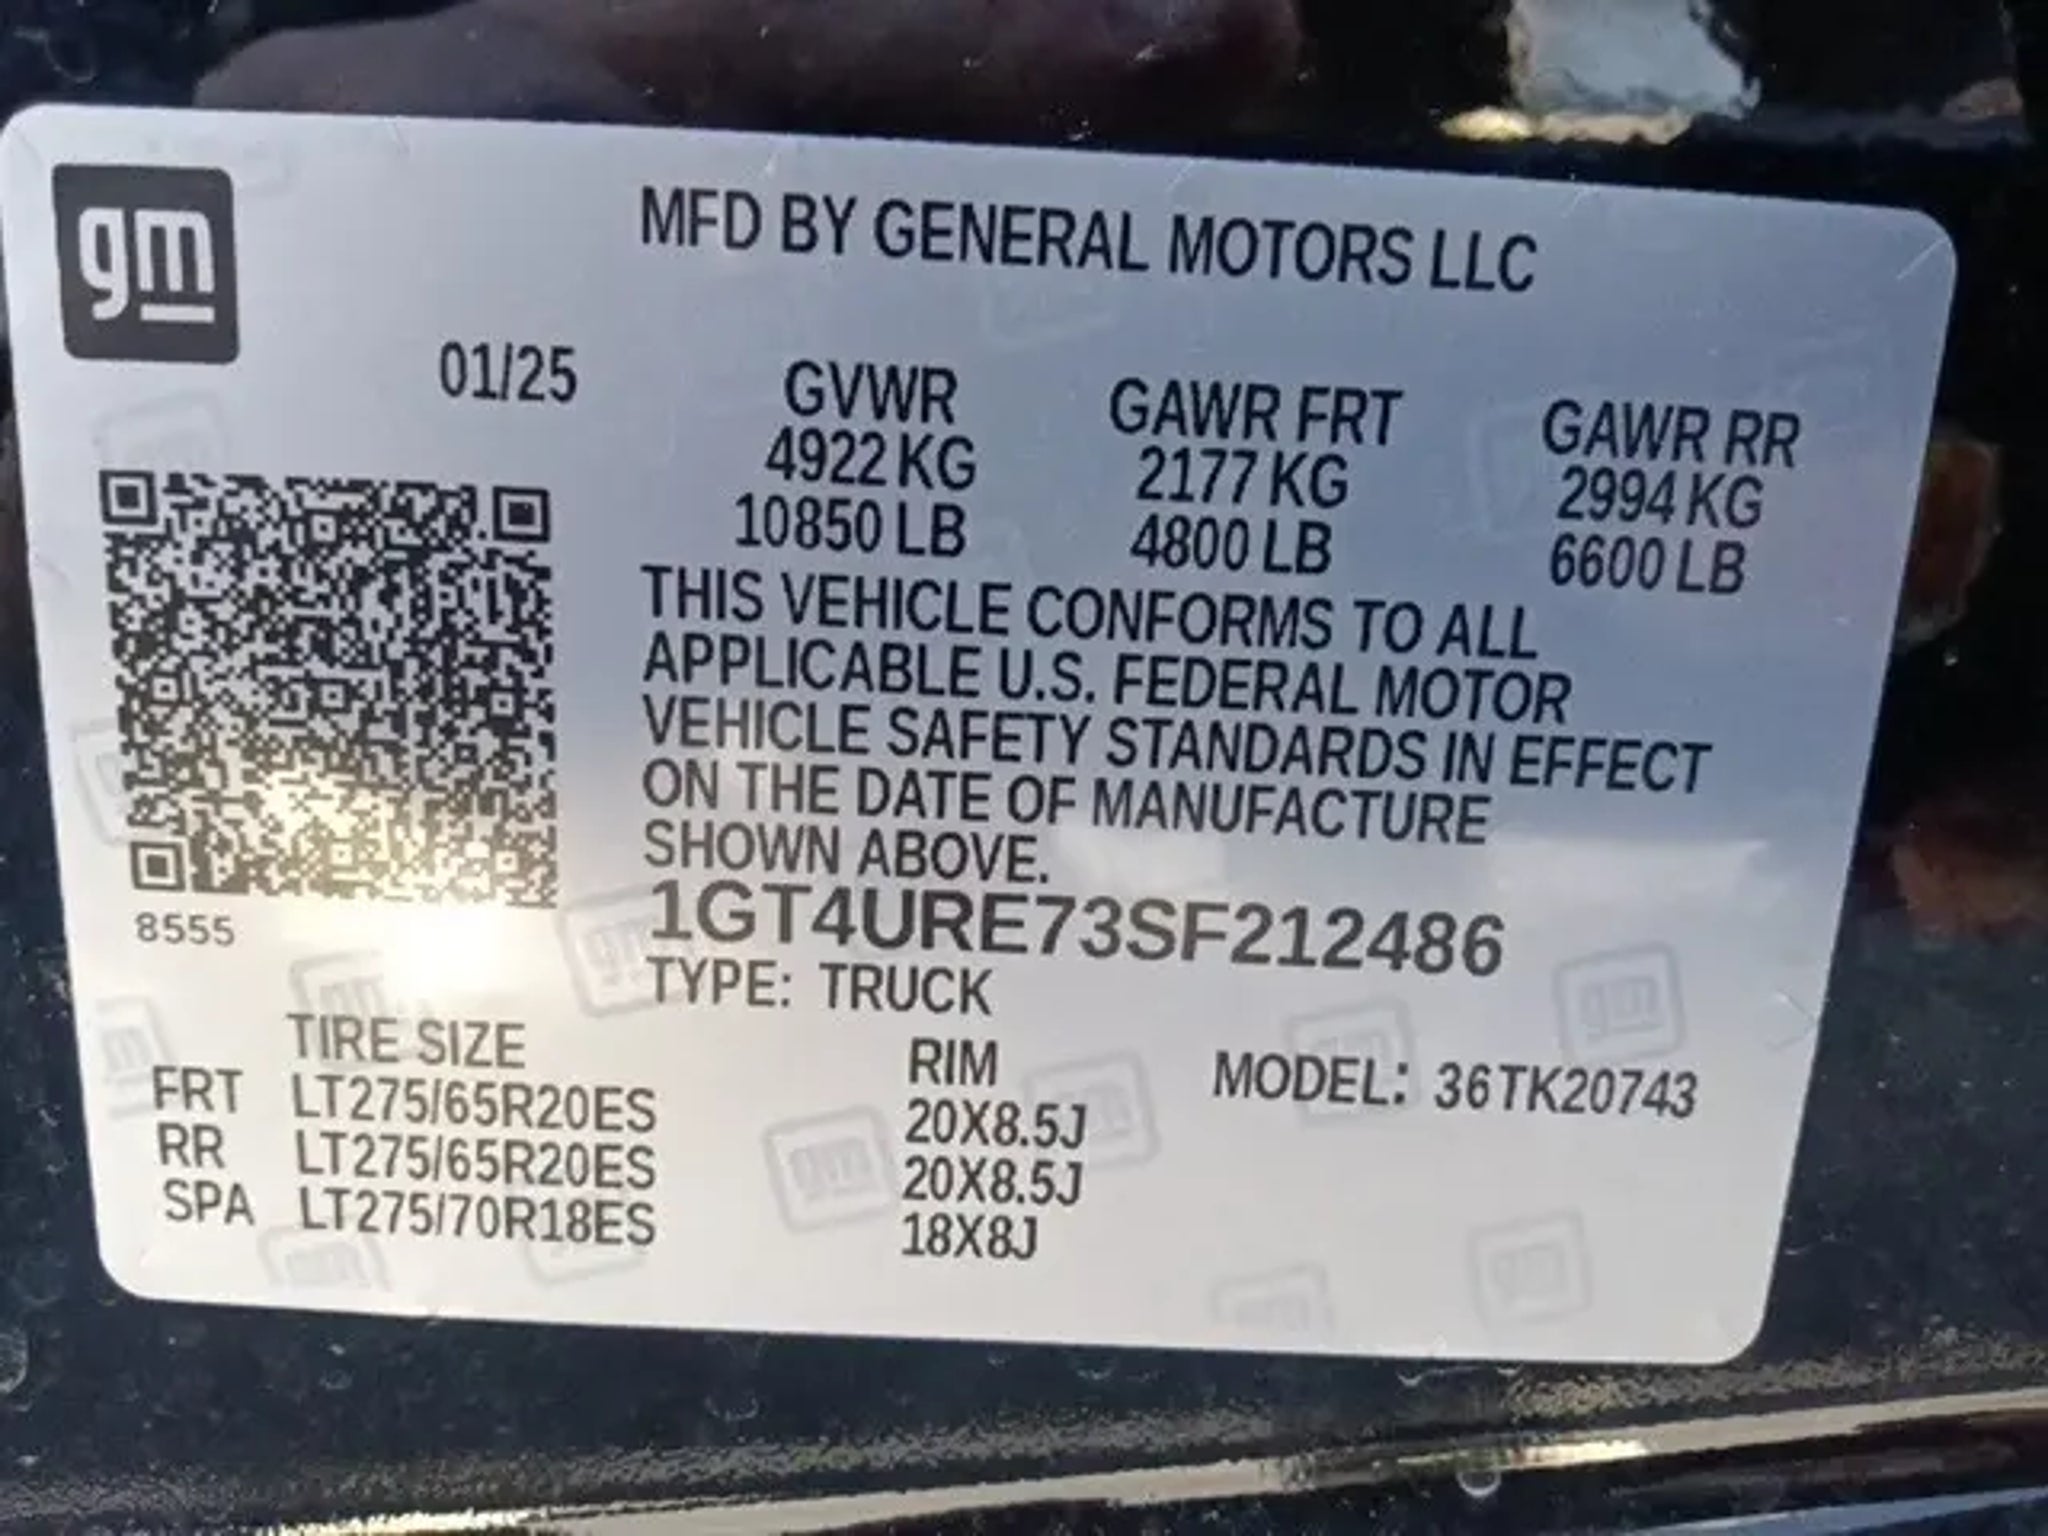 gm
MFD BY GENERAL MOTORS LLC
01/25
GVWR GAWR FRT GAWR RR
4922 KG 2177 KG 2994 KG
10850 LB 4800 LB 6600 LB
THIS VEHICLE CONFORMS TO ALL
APPLICABLE U.S. FEDERAL MOTOR
VEHICLE SAFETY STANDARDS IN EFFECT
ON THE DATE OF MANUFACTURE
SHOWN ABOVE.
8555
1GT4URE73SF212486
TYPE: TRUCK
TIRE SIZE RIM MODEL: 36TK20743
FRT LT275/65R20ES 20X8.5J
RR LT275/65R20ES 20X8.5J
SPA LT275/70R18ES 18X8J